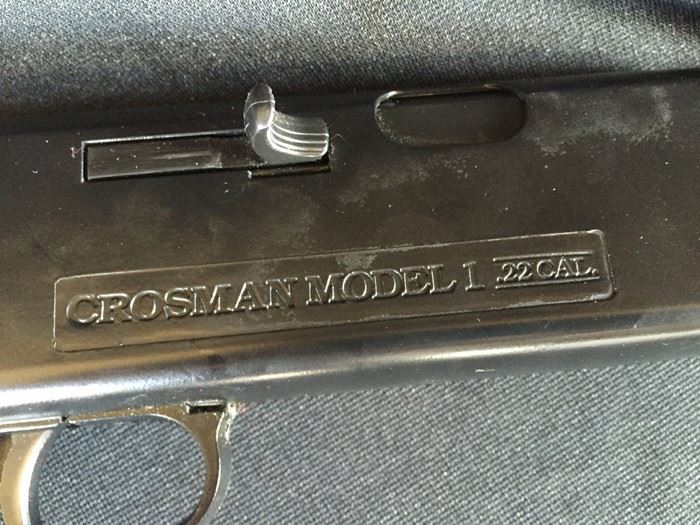 CROSMAN MODEL 1 .22 CAL.